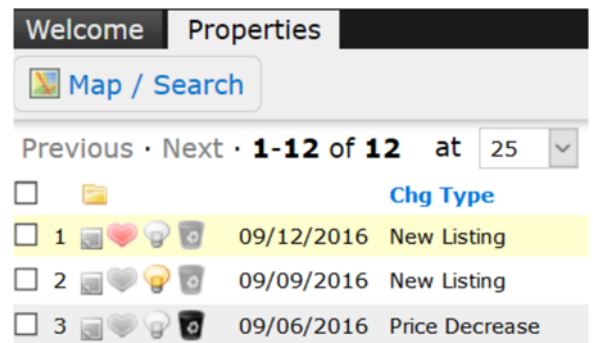 Welcome Properties
Map / Search
Previous · Next · 1-12 of 12 at 25
Chg Type
1 09/12/2016 New Listing
2 09/09/2016 New Listing
3 09/06/2016 Price Decrease